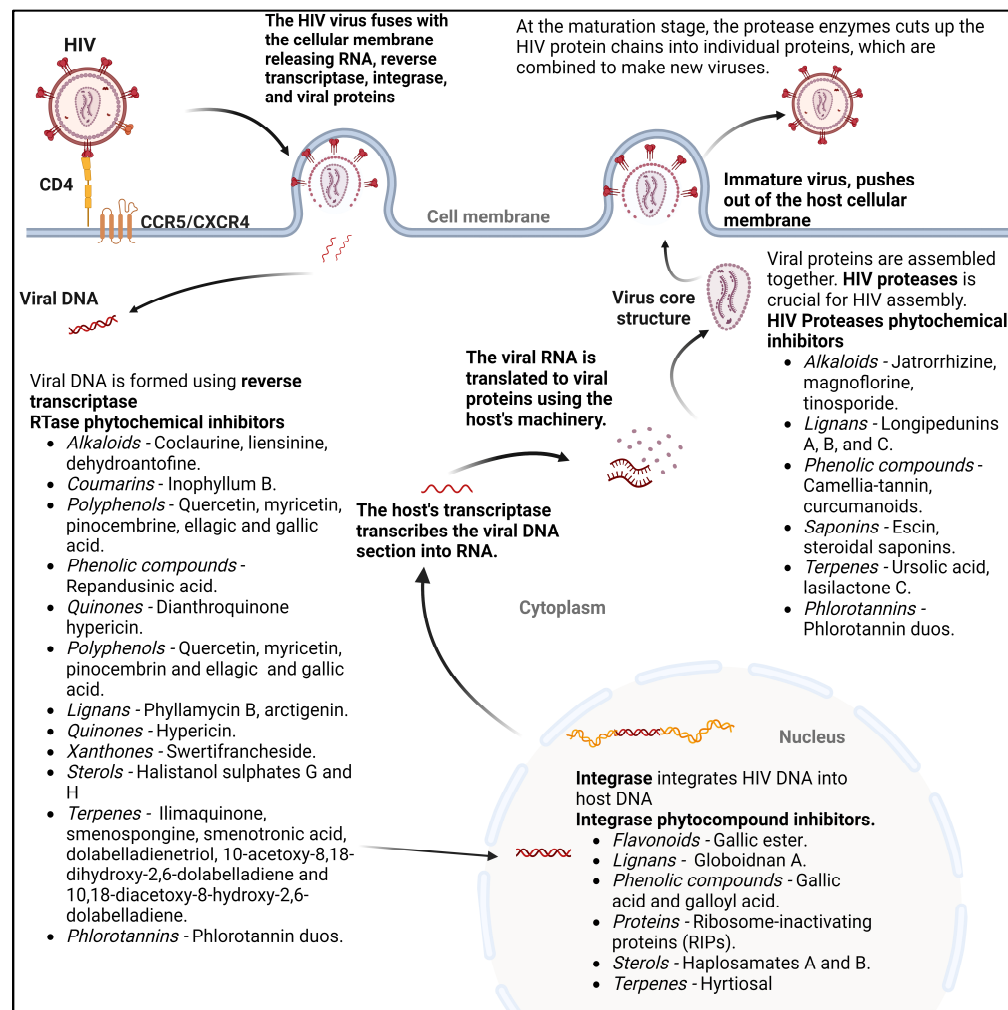 HIV
The HIV virus fuses with
the cellular membrane
releasing RNA, reverse
transcriptase, integrase,
and viral proteins
At the maturation stage, the protease enzymes cuts up the
HIV protein chains into individual proteins, which are
combined to make new viruses.
CD4
CCR5/CXCR4
Cell membrane
Immature virus, pushes
out of the host cellular
membrane
Viral DNA
Virus core
structure
Viral proteins are assembled
together. HIV proteases is
crucial for HIV assembly.
HIV Proteases phytochemical
inhibitors
• Alkaloids - Jatrorrhizine,
magnoflorine,
tinosporide.
• Lignans - Longipedunins
A, B, and C.
• Phenolic compounds -
Camellia-tannin,
curcumanoids.
• Saponins - Escin,
steroidal saponins.
• Terpenes - Ursolic acid,
lasilactone C.
• Phlorotannins -
Phlorotannin duos.
The viral RNA is
translated to viral
proteins using the
host's machinery.
Viral DNA is formed using reverse
transcriptase
RTase phytochemical inhibitors
• Alkaloids - Coclaurine, liensinine,
dehydroantofine.
• Coumarins - Inophyllum B.
• Polyphenols - Quercetin, myricetin,
pinocembrine, ellagic and gallic
acid.
• Phenolic compounds -
Repandusinic acid.
• Quinones - Dianthroquinone
hypericin.
• Polyphenols - Quercetin, myricetin,
pinocembrin and ellagic and gallic
acid.
• Lignans - Phyllamycin B, arctigenin.
• Quinones - Hypericin.
• Xanthones - Swertifrancheside.
• Sterols - Halistanol sulphates G and
H
• Terpenes - Ilimaquinone,
smenospongine, smenotronic acid,
dolabelladienetriol, 10-acetoxy-8,18-
dihydroxy-2,6-dolabelladiene and
10,18-diacetoxy-8-hydroxy-2,6-
dolabelladiene.
• Phlorotannins - Phlorotannin duos.
The host's transcriptase
transcribes the viral DNA
section into RNA.
Cytoplasm
Nucleus
Integrase integrates HIV DNA into
host DNA
Integrase phytocompound inhibitors.
• Flavonoids - Gallic ester.
• Lignans - Globoidnan A.
• Phenolic compounds - Gallic
acid and galloyl acid.
• Proteins - Ribosome-inactivating
proteins (RIPs).
• Sterols - Haplosamates A and B.
• Terpenes - Hyrtiosal